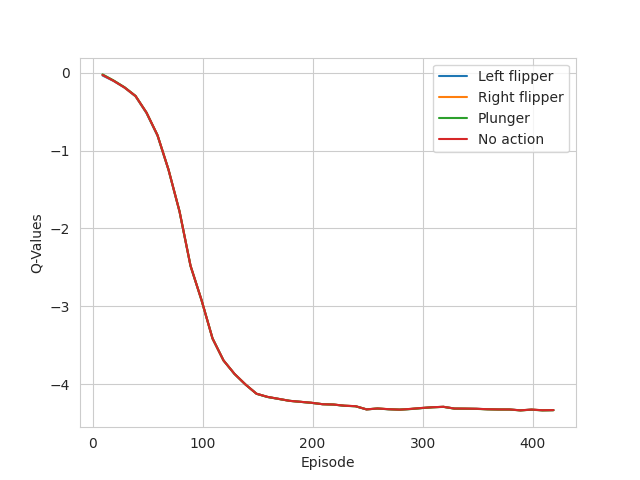 0
−1
−2
−3
−4
Q-Values
0
100
200
300
400
Episode
Left flipper
Right flipper
Plunger
No action